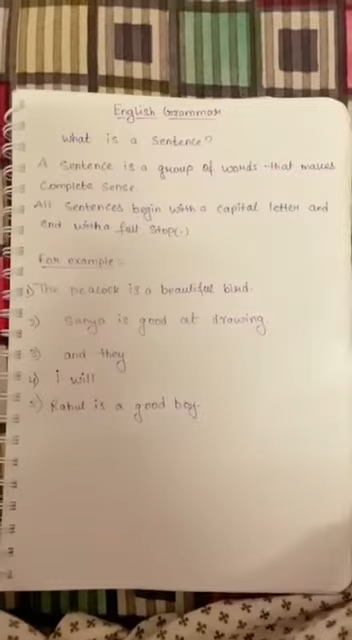 English Grammar
What is a sentence?
A sentence is a group of words that makes
complete sense.
All sentences begin with a capital letter and
end with a full stop(.)
For example :-
1) The peacock is a beautiful bird.
2) Sanya is good at drawing.
3) and they
4) i will
5) Rahul is a good boy.